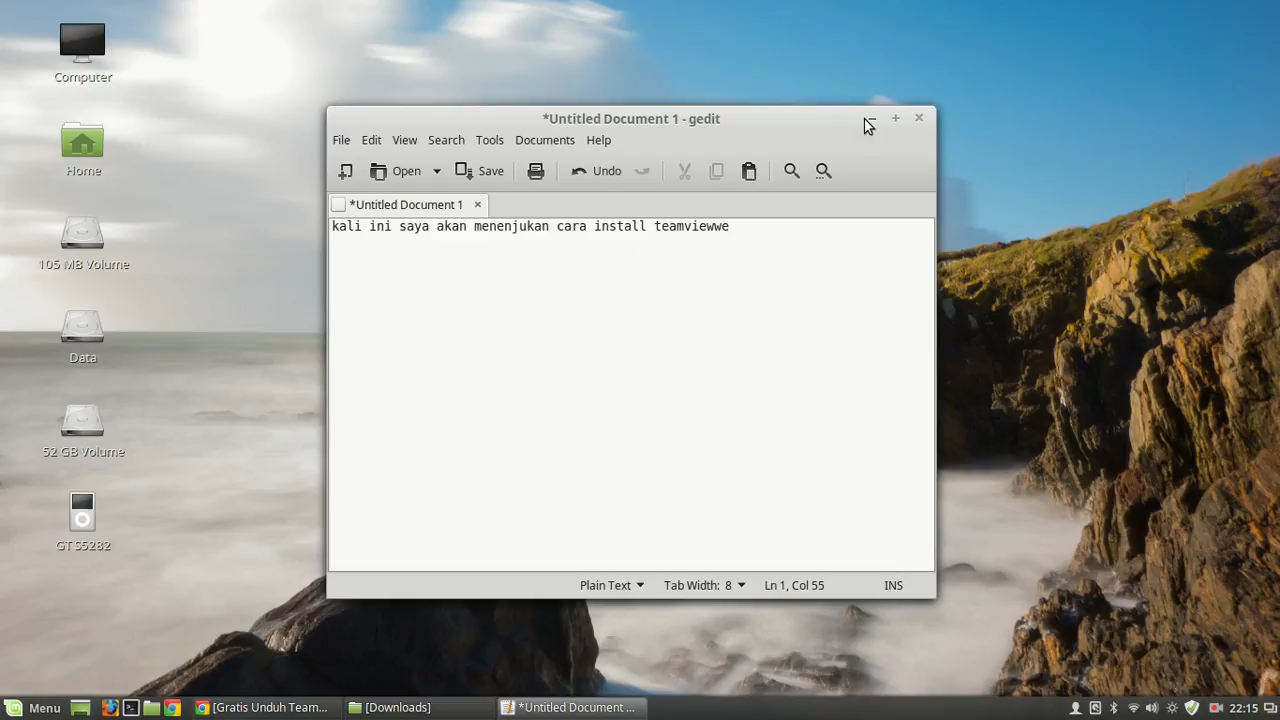 Computer
Home
105 MB Volume
Data
52 GB Volume
GT S5282
*Untitled Document 1 - gedit
File Edit View Search Tools Documents Help
Open Save Undo
*Untitled Document 1
kali ini saya akan menenjukan cara install teamviewwe
Plain Text Tab Width: 8 Ln 1, Col 55 INS
Menu [Gratis Unduh Team... [Downloads] *Untitled Document ... 22:15